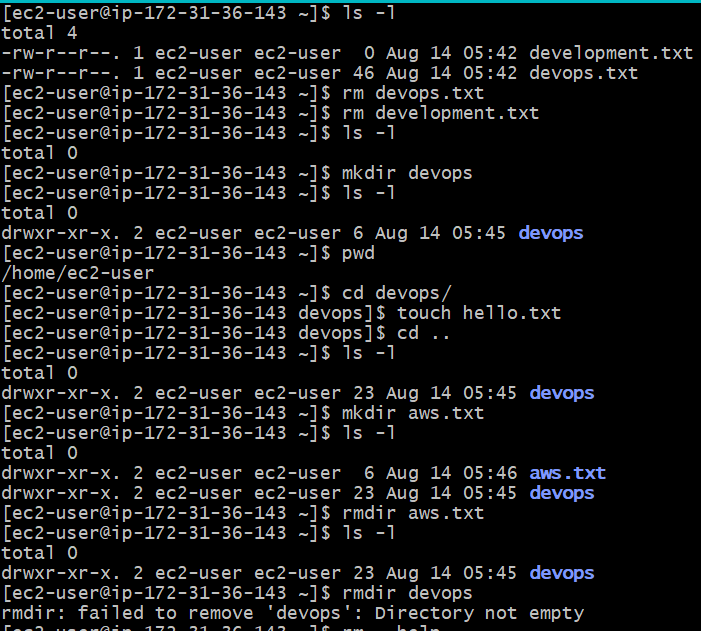 [ec2-user@ip-172-31-36-143 ~]$ ls -l
total 4
-rw-r--r--. 1 ec2-user ec2-user  0 Aug 14 05:42 development.txt
-rw-r--r--. 1 ec2-user ec2-user 46 Aug 14 05:42 devops.txt
[ec2-user@ip-172-31-36-143 ~]$ rm devops.txt
[ec2-user@ip-172-31-36-143 ~]$ rm development.txt
[ec2-user@ip-172-31-36-143 ~]$ ls -l
total 0
[ec2-user@ip-172-31-36-143 ~]$ mkdir devops
[ec2-user@ip-172-31-36-143 ~]$ ls -l
total 0
drwxr-xr-x. 2 ec2-user ec2-user 6 Aug 14 05:45 devops
[ec2-user@ip-172-31-36-143 ~]$ pwd
/home/ec2-user
[ec2-user@ip-172-31-36-143 ~]$ cd devops/
[ec2-user@ip-172-31-36-143 devops]$ touch hello.txt
[ec2-user@ip-172-31-36-143 devops]$ cd ..
[ec2-user@ip-172-31-36-143 ~]$ ls -l
total 0
drwxr-xr-x. 2 ec2-user ec2-user 23 Aug 14 05:45 devops
[ec2-user@ip-172-31-36-143 ~]$ mkdir aws.txt
[ec2-user@ip-172-31-36-143 ~]$ ls -l
total 0
drwxr-xr-x. 2 ec2-user ec2-user  6 Aug 14 05:46 aws.txt
drwxr-xr-x. 2 ec2-user ec2-user 23 Aug 14 05:45 devops
[ec2-user@ip-172-31-36-143 ~]$ rmdir aws.txt
[ec2-user@ip-172-31-36-143 ~]$ ls -l
total 0
drwxr-xr-x. 2 ec2-user ec2-user 23 Aug 14 05:45 devops
[ec2-user@ip-172-31-36-143 ~]$ rmdir devops
rmdir: failed to remove 'devops': Directory not empty
[ec2-user@ip-172-31-36-143 ~]$ rm --help